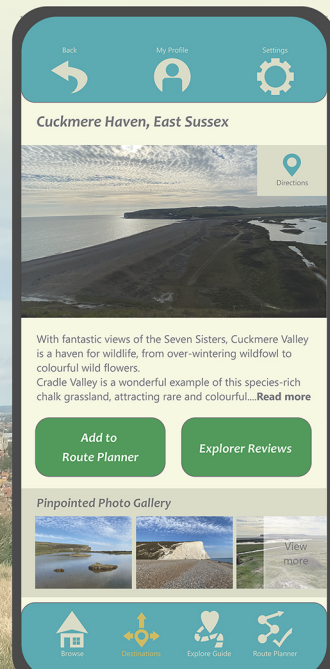 Back
My Profile
Settings
Cuckmere Haven, East Sussex
Directions
With fantastic views of the Seven Sisters, Cuckmere Valley
is a haven for wildlife, from over-wintering wildfowl to
colourful wild flowers.
Cradle Valley is a wonderful example of this species-rich
chalk grassland, attracting rare and colourful....Read more
Add to
Route Planner
Explorer Reviews
Pinpointed Photo Gallery
View
more
Browse
Destinations
Explore Guide
Route Planner